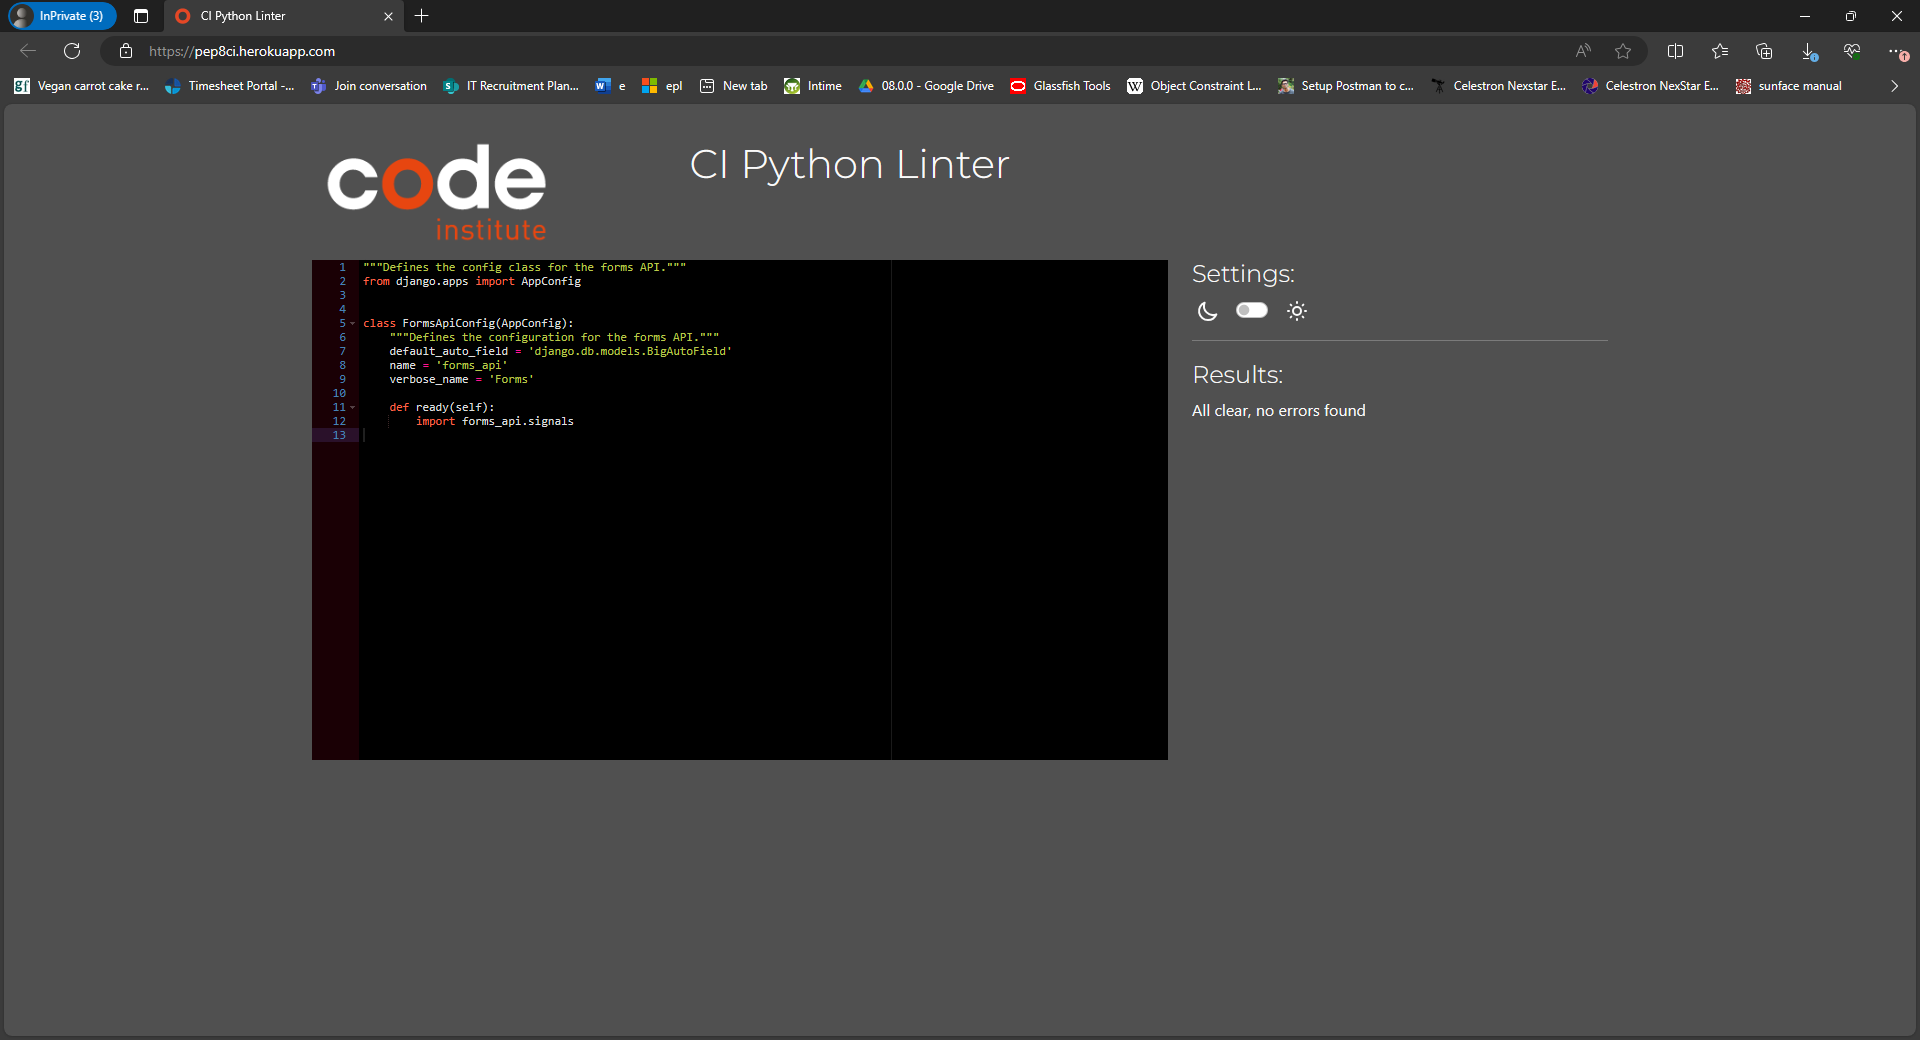 InPrivate (3)
CI Python Linter
https://pep8ci.herokuapp.com
Vegan carrot cake r...
Timesheet Portal -...
Join conversation
IT Recruitment Plan...
e
epl
New tab
Intime
08.0.0 - Google Drive
Glassfish Tools
Object Constraint L...
Setup Postman to c...
Celestron Nexstar E...
Celestron NexStar E...
sunface manual
code
institute
CI Python Linter
1 """Defines the config class for the forms API."""
2 from django.apps import AppConfig
3
4
5 class FormsApiConfig(AppConfig):
6     """Defines the configuration for the forms API."""
7     default_auto_field = 'django.db.models.BigAutoField'
8     name = 'forms_api'
9     verbose_name = 'Forms'
10
11     def ready(self):
12         import forms_api.signals
13
Settings:
Results:
All clear, no errors found